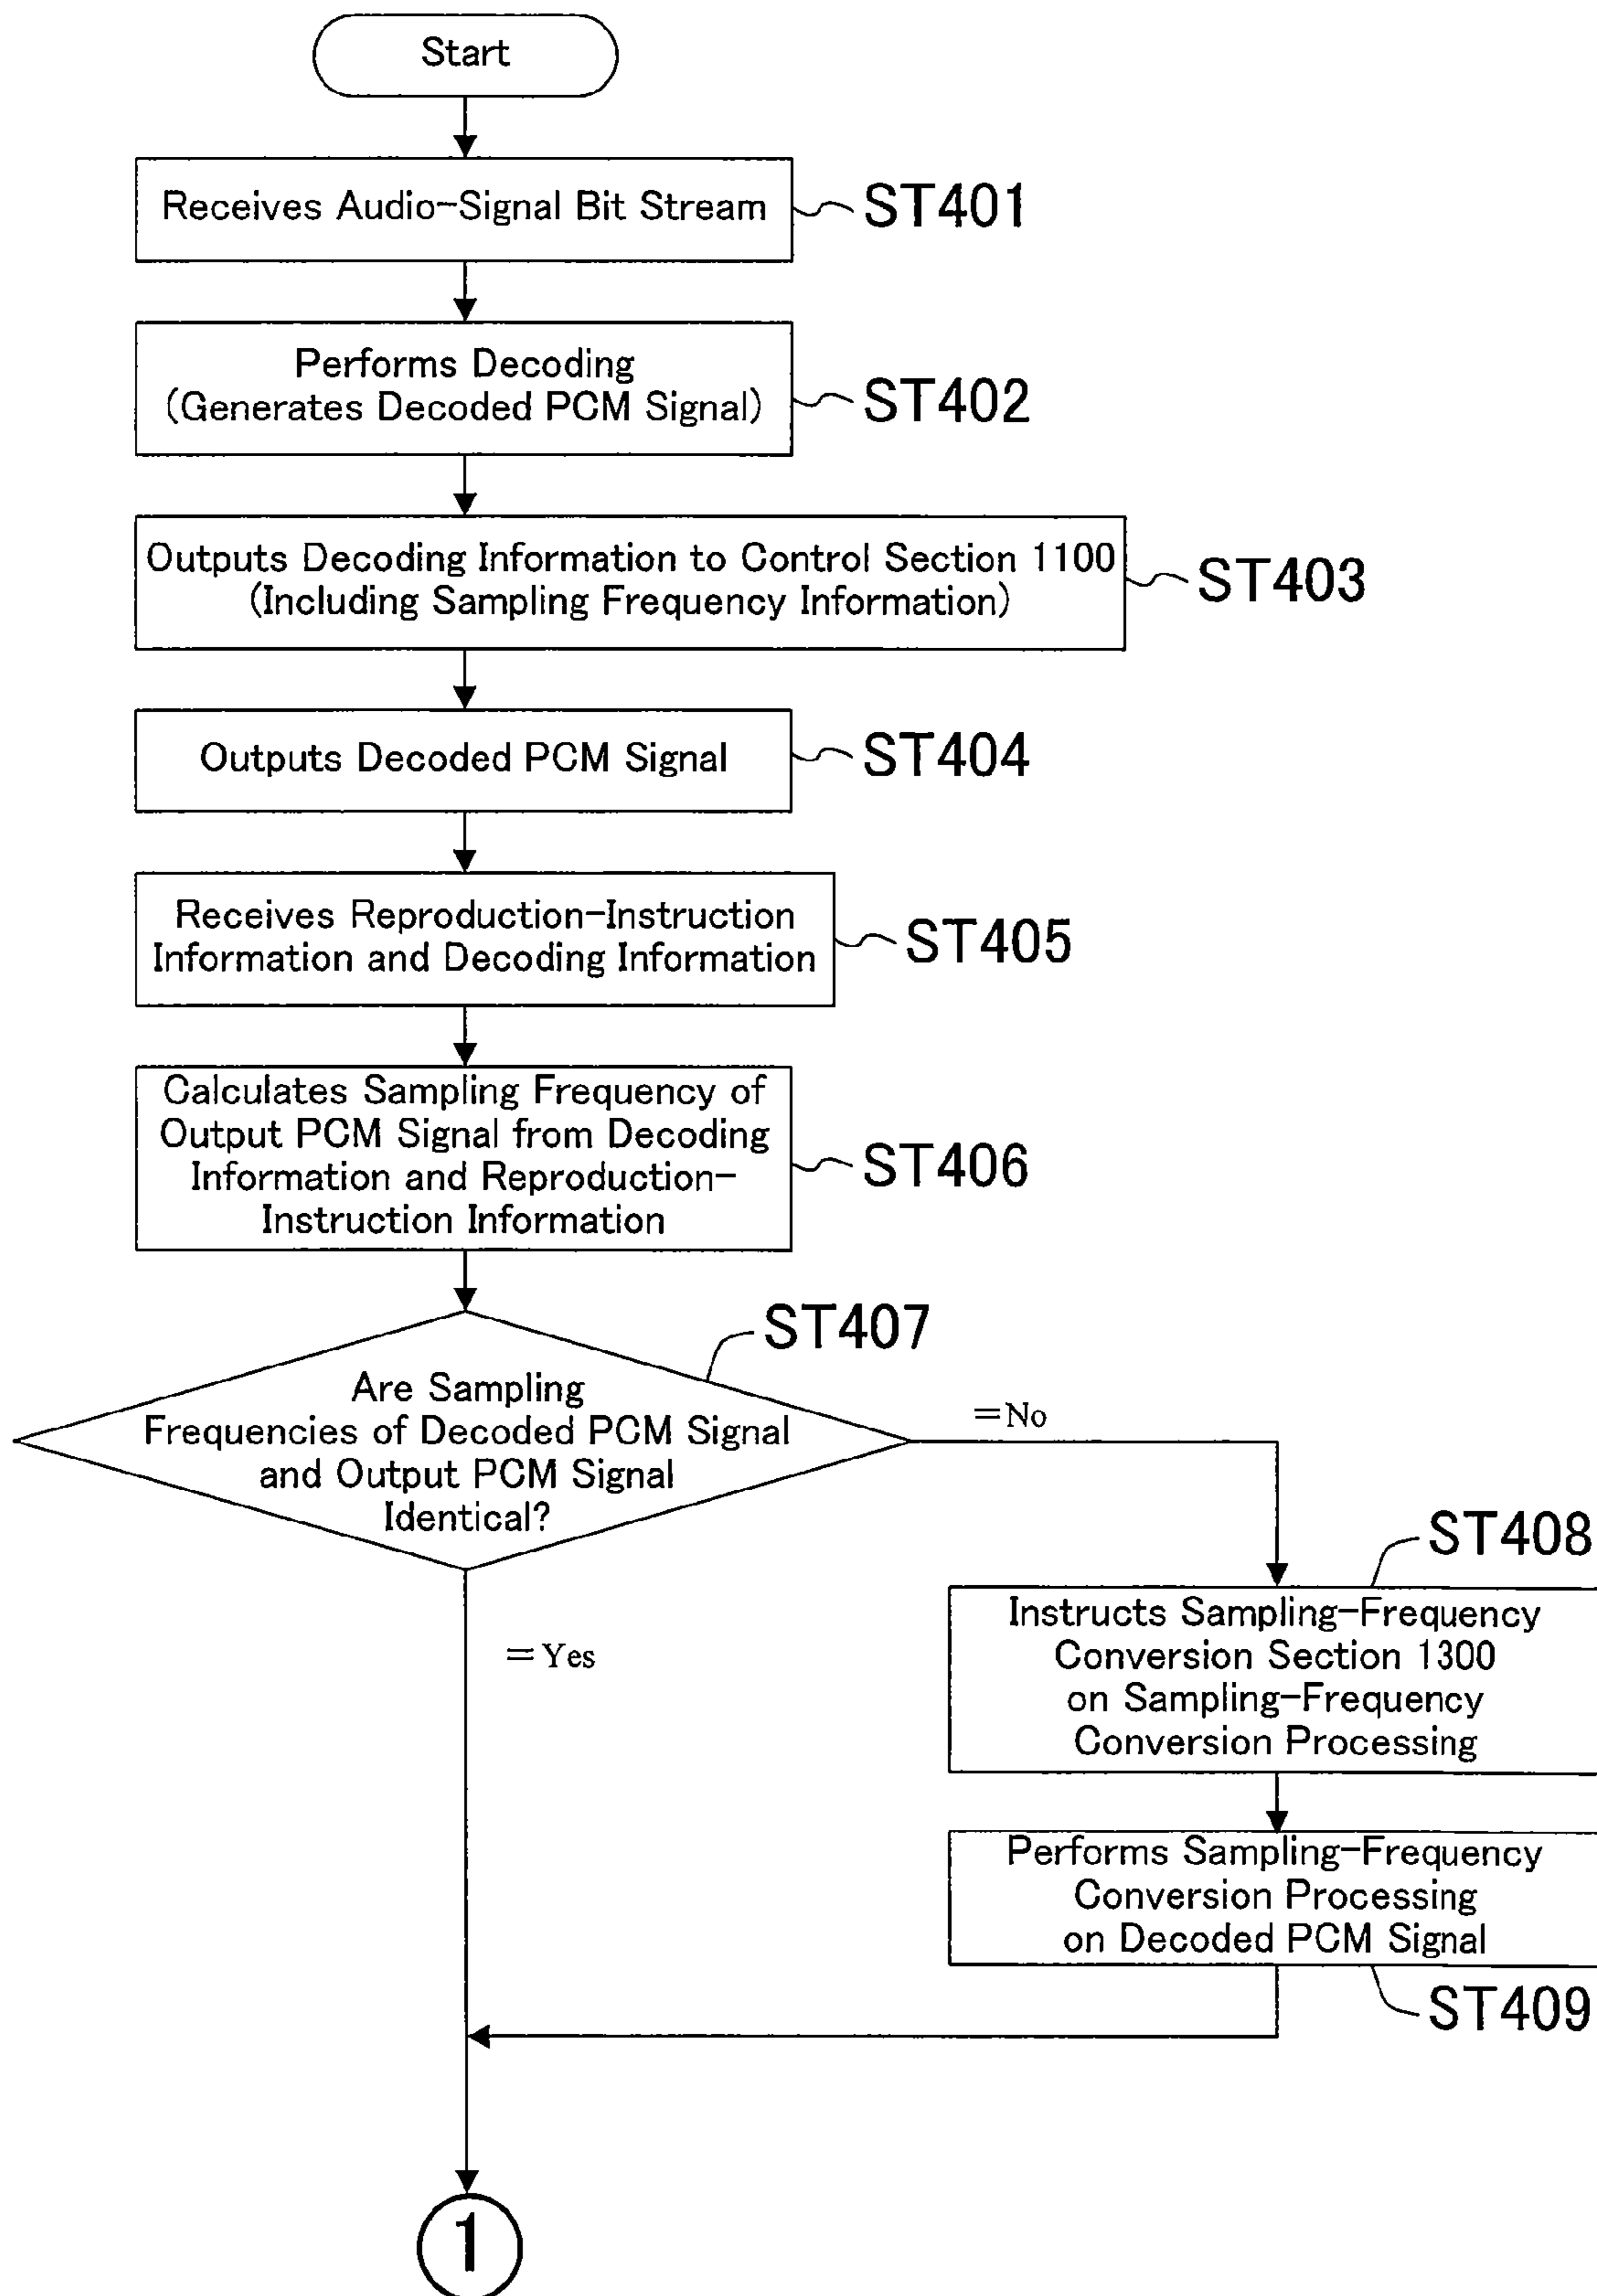 Start
Receives Audio-Signal Bit Stream
ST401
Performs Decoding
(Generates Decoded PCM Signal)
ST402
Outputs Decoding Information to Control Section 1100
(Including Sampling Frequency Information)
ST403
Outputs Decoded PCM Signal
ST404
Receives Reproduction-Instruction
Information and Decoding Information
ST405
Calculates Sampling Frequency of
Output PCM Signal from Decoding
Information and Reproduction-
Instruction Information
ST406
ST407
Are Sampling
Frequencies of Decoded PCM Signal
and Output PCM Signal
Identical?
=No
=Yes
ST408
Instructs Sampling-Frequency
Conversion Section 1300
on Sampling-Frequency
Conversion Processing
Performs Sampling-Frequency
Conversion Processing
on Decoded PCM Signal
ST409
1